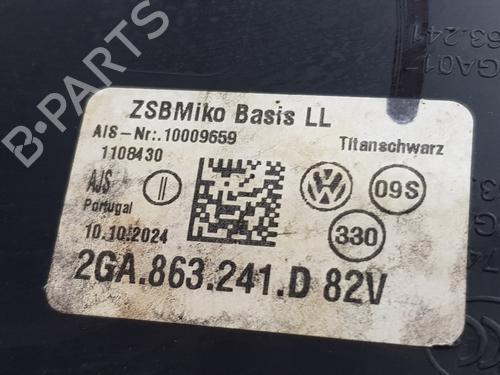 ZSBMiko Basis LL
AIS-Nr:.10009659
Titanschwarz
1108430
AJS
Portugal
10.10.2024
VW
09S
330
2GA.863.241.D 82V
B-PARTS